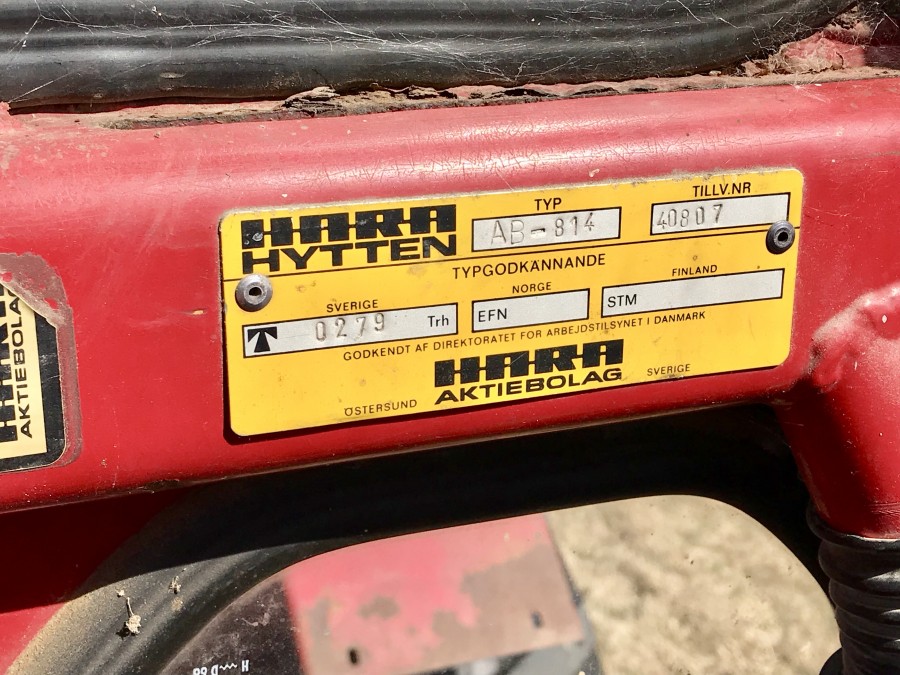 HARA
HYTTEN
TYP
AB-814
TILLV.NR
40807
TYPGODKÄNNANDE
SVERIGE
0279 Trh
NORGE
EFN
FINLAND
STM
GODKENDT AF DIREKTORATET FOR ARBEJDSTILSYNET I DANMARK
HARA
AKTIEBOLAG
ÖSTERSUND
SVERIGE
AKTIEBOLAG